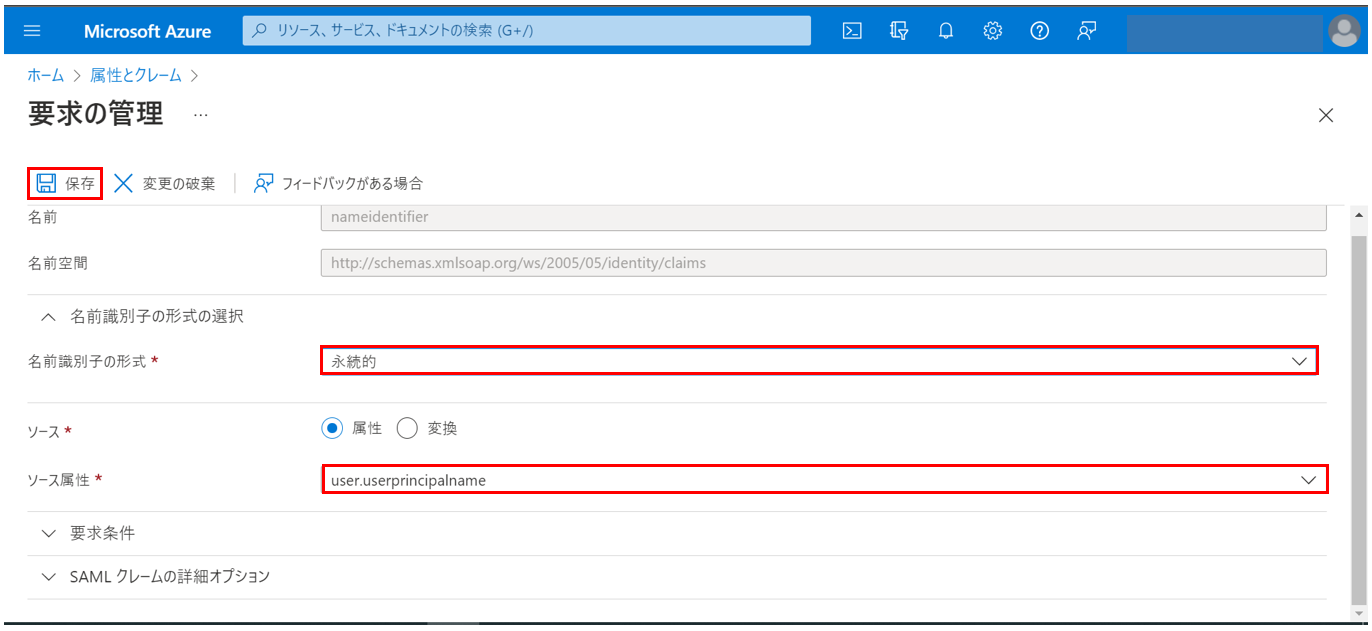 Microsoft Azure
リソース、サービス、ドキュメントの検索 (G+/)
ホーム > 属性とクレーム >
要求の管理 ...
保存 変更の破棄 フィードバックがある場合
名前 nameidentifier
名前空間 http://schemas.xmlsoap.org/ws/2005/05/identity/claims
名前識別子の形式の選択
名前識別子の形式 * 永続的
ソース * 属性 変換
ソース属性 * user.userprincipalname
要求条件
SAML クレームの詳細オプション